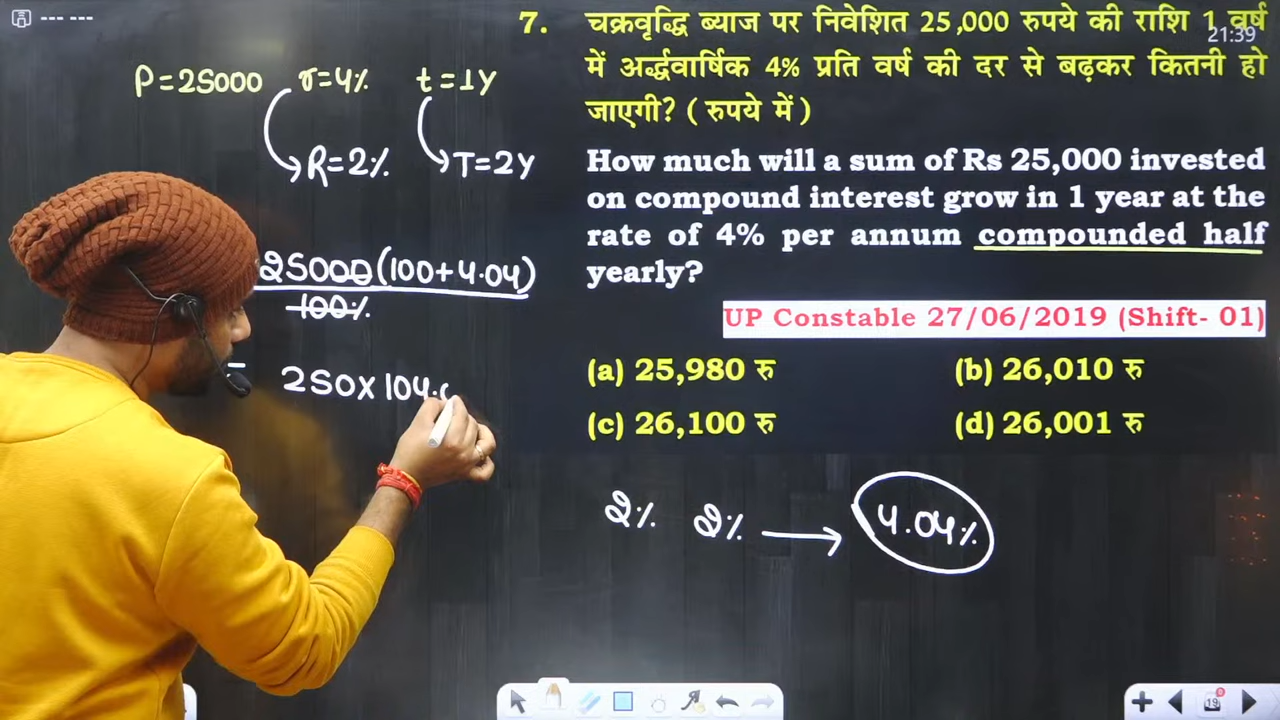 7. चक्रवृद्धि ब्याज पर निवेशित 25,000 रुपये की राशि 1 वर्ष
21:39
में अर्द्धवार्षिक 4% प्रति वर्ष की दर से बढ़कर कितनी हो
जाएगी? ( रुपये में )
How much will a sum of Rs 25,000 invested
on compound interest grow in 1 year at the
rate of 4% per annum compounded half
yearly?
UP Constable 27/06/2019 (Shift- 01)
(a) 25,980 रु (b) 26,010 रु
(c) 26,100 रु (d) 26,001 रु
P=25000 r=4% t=1Y
R=2% T=2Y
25000(100+4.04)
100%
= 250x104.
2% 2% → 4.04%
19